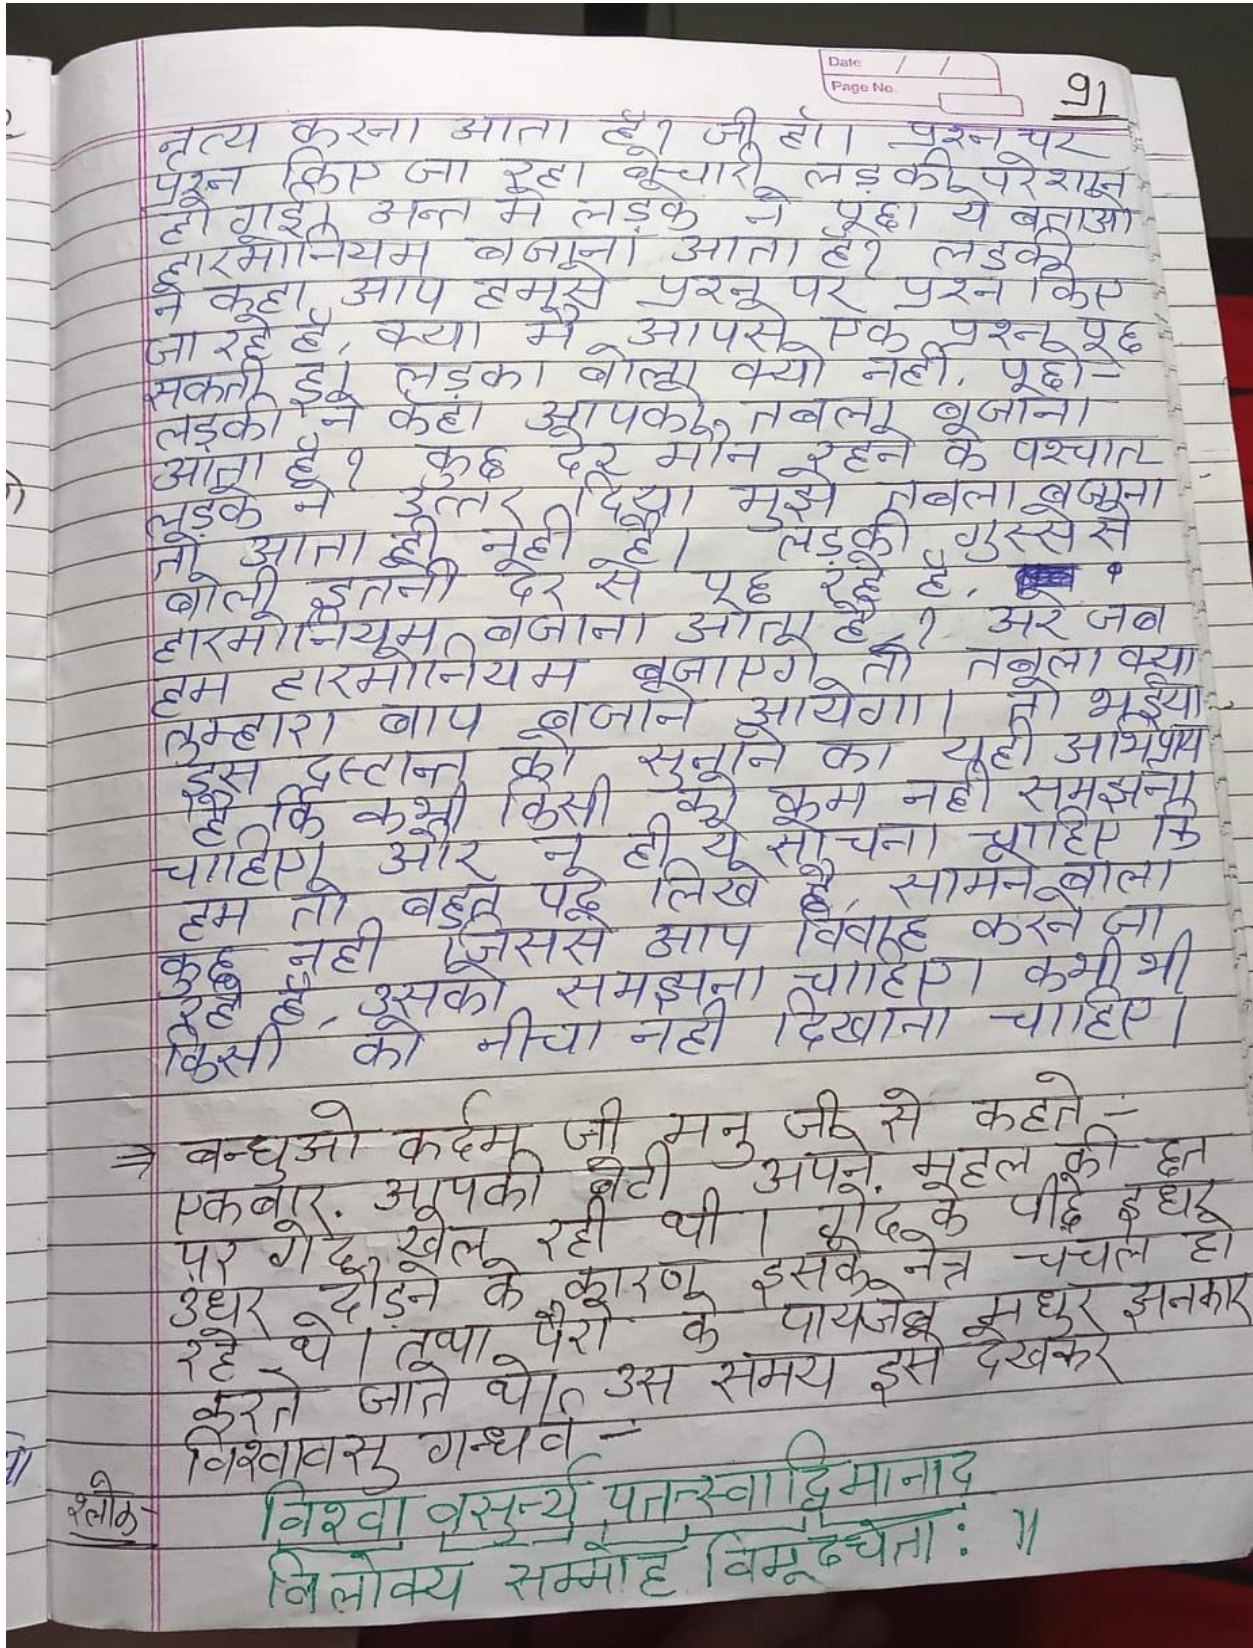 Date / /
Page No.
91
नृत्य करना आता है? जी हाँ। प्रश्न पर
प्रश्न किए जा रहा बेचारी लड़की परेशान
हो गई। अन्त मे लड़के ने पूछा ये बताओ
हारमोनियम बजाना आता है? लड़की
ने कहा आप हमसे प्रश्न पर प्रश्न किए
जा रहे है, क्या मै आपसे एक प्रश्न पूछ
सकती हू। लड़का बोला क्यो नही. पूछो-
लड़की ने कहा आपको तबला बजाना
आता है? कुछ देर मौन रहने के पश्चात
लड़के ने उत्तर दिया मुझे तबला बजाना
तो आता ही नही है। लड़की गुस्से से
बोली इतनी देर से पूछ रहे है,
हारमोनियम बजाना आता है? अरे जब
हम हारमोनियम बजाएगे तो तबला क्या
तुम्हारा बाप बजाने आयेगा। तो भईया
इस द्रस्टान्त को सुनाने का यही अभिप्राय
है कि कभी किसी को कम नही समझना
चाहिए और न ही ये सोचना चाहिए कि
हम तो बहुत पढ़े लिखे है, सामने वाला
कुछ नही जिससे आप विवाह करने जा
रहे है, उसको समझना चाहिए। कभी भी
किसी को नीचा नही दिखाना चाहिए।
⇒ बन्धुओ कर्दम जी मनु जी से कहते -
एकबार. आपकी बेटी अपने महल की छत
पर गेद खेल रही थी। गेद के पीछे इधर
उधर दौड़ने के कारण इसके नेत्र चंचल हो
रहे थे। तथा पैरो के पायजेब मधुर झनकार
करते जाते थे। उस समय इसे देखकर
विश्वावसु गन्धर्व -
श्लोक- विश्वा वसुर्न्य पतत्स्वाद्विमानाद
विलोक्य सम्मोह विमूढचेता: ॥